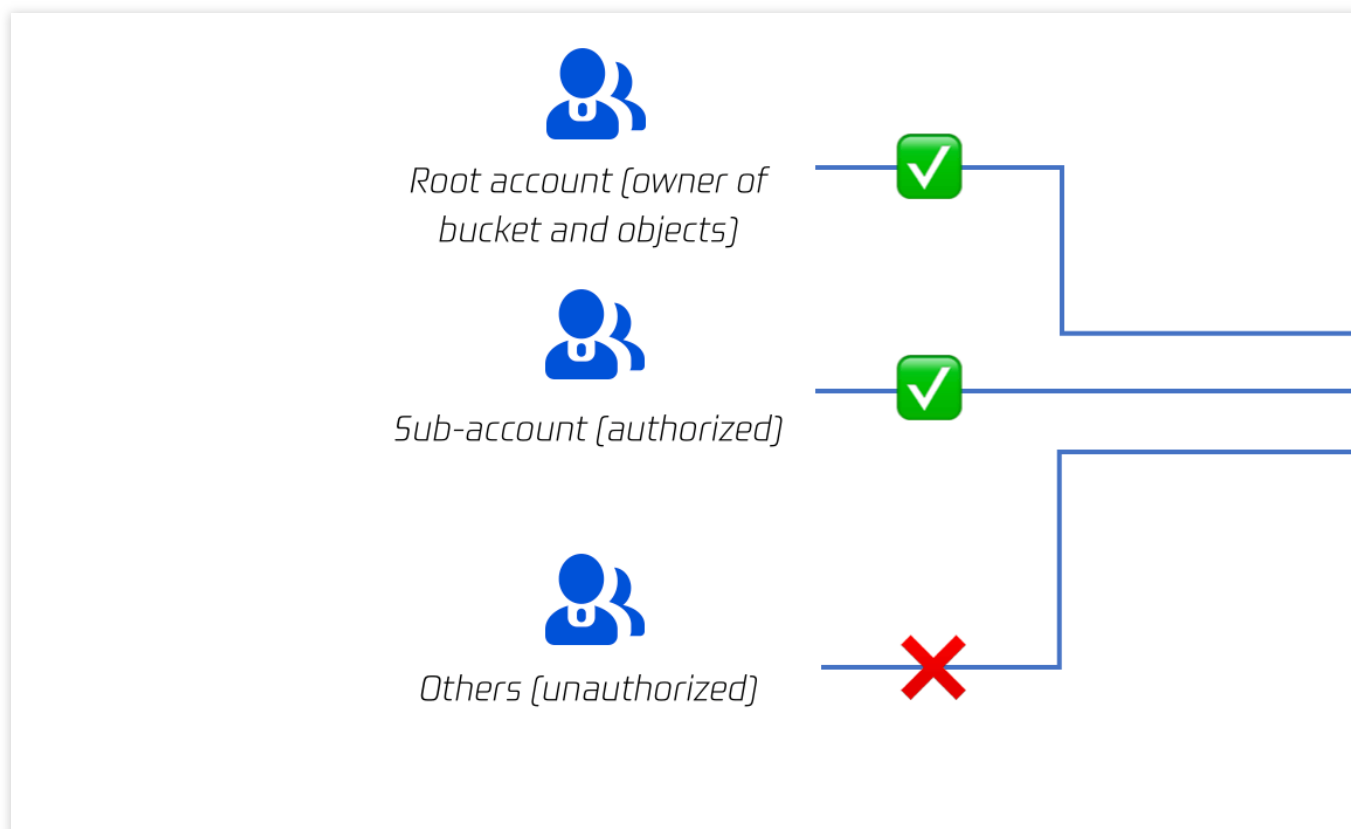 Root account (owner of
bucket and objects)
Sub-account (authorized)
Others (unauthorized)